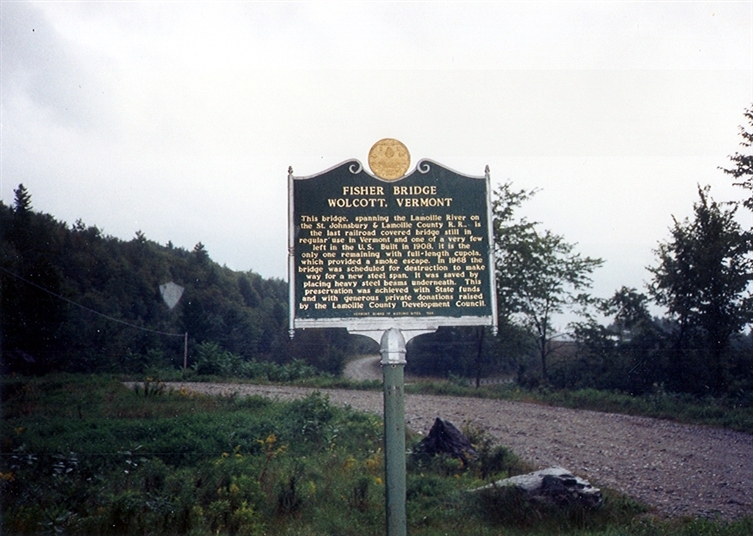 FISHER BRIDGE
WOLCOTT, VERMONT
This bridge, spanning the Lamoille River on
the St. Johnsbury & Lamoille County R.R., is
the last railroad covered bridge still in
regular use in Vermont and one of a very few
left in the U.S. Built in 1908, it is the
only one remaining with full-length cupola,
which provided a smoke escape. In 1968 the
bridge was scheduled for destruction to make
way for a new steel span. It was saved by
placing heavy steel beams underneath. This
preservation was achieved with State funds
and with generous private donations raised
by the Lamoille County Development Council.
VERMONT